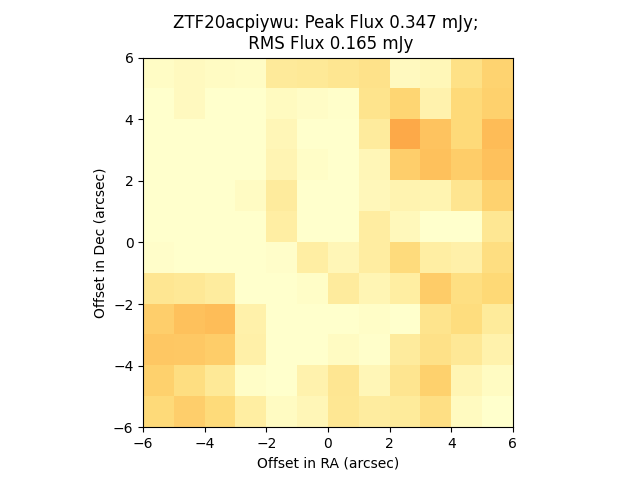 ZTF20acpiywu: Peak Flux 0.347 mJy;
RMS Flux 0.165 mJy
6
4
2
0
−2
−4
−6
Offset in Dec (arcsec)
−6 −4 −2 0 2 4 6
Offset in RA (arcsec)